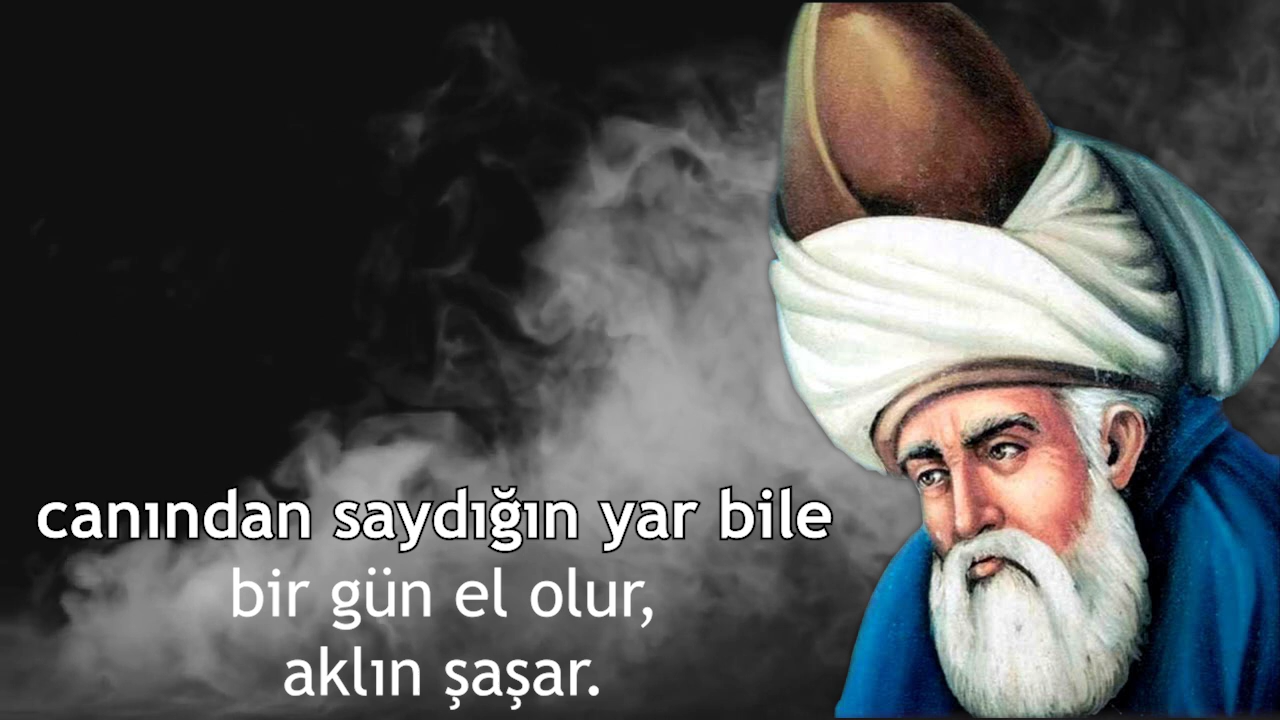 canından saydığın yar bile
bir gün el olur,
aklın şaşar.